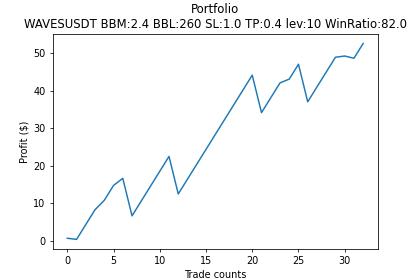 Portfolio
WAVESUSDT BBM:2.4 BBL:260 SL:1.0 TP:0.4 lev:10 WinRatio:82.0
Profit ($)
50
40
30
20
10
0
0 5 10 15 20 25 30
Trade counts